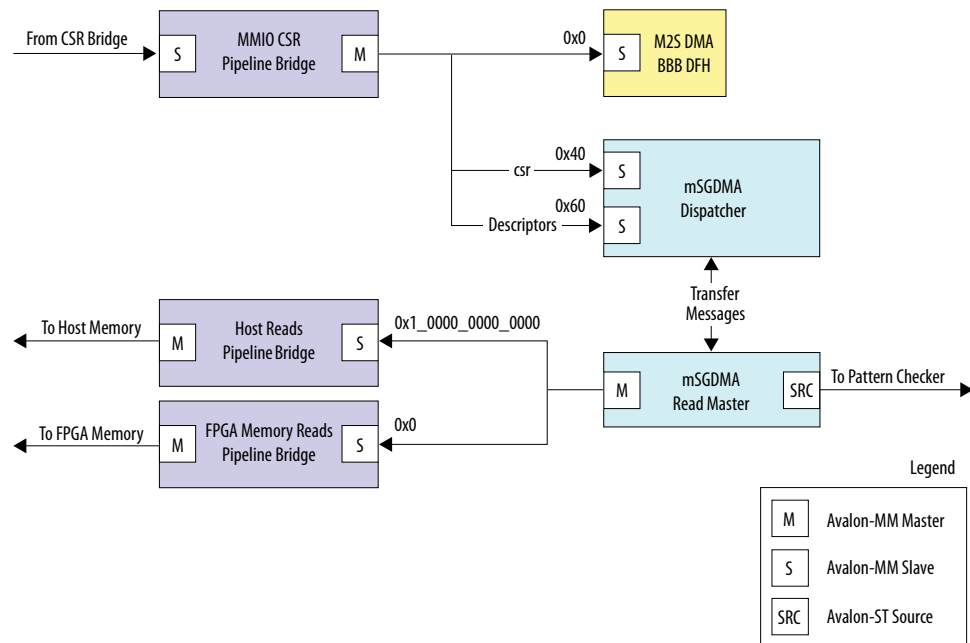 From CSR Bridge
S
MMIO CSR
Pipeline Bridge
M
0x0
S
M2S DMA
BBB DFH
csr
0x40
S
mSGDMA
Dispatcher
Descriptors
0x60
S
Transfer
Messages
To Host Memory
M
Host Reads
Pipeline Bridge
S
0x1_0000_0000_0000
M
mSGDMA
Read Master
SRC
To Pattern Checker
To FPGA Memory
M
FPGA Memory Reads
Pipeline Bridge
S
0x0
Legend
M
Avalon-MM Master
S
Avalon-MM Slave
SRC
Avalon-ST Source